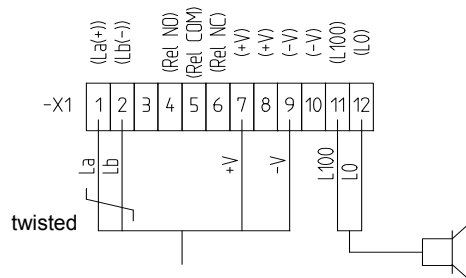 (La(+))
(Lb(-))
(Rel NO)
(Rel COM)
(Rel NC)
(+V)
(+V)
(-V)
(-V)
(L100)
(L0)
-X1 1 2 3 4 5 6 7 8 9 10 11 12
La
Lb
+V
-V
L100
L0
twisted